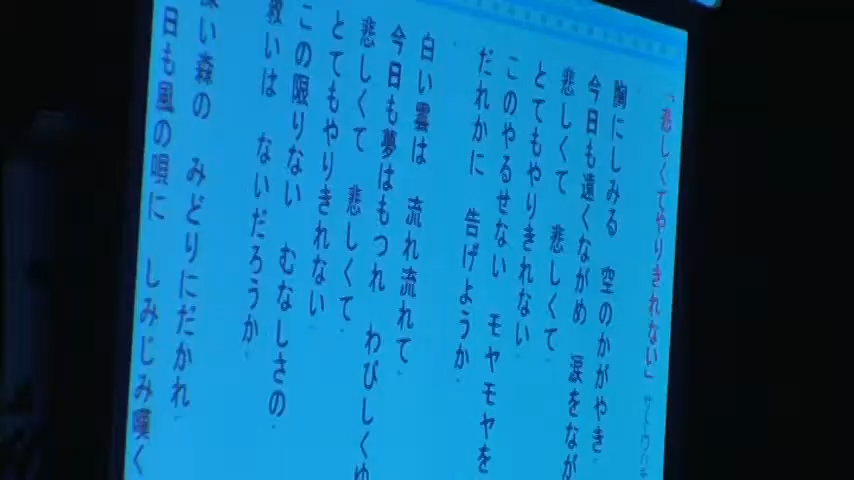 「悲しくてやりきれない」 サトウハチ
胸にしみる 空のかがやき
今日も遠くながめ 涙をなが
悲しくて 悲しくて
とてもやりきれない
このやるせない モヤモヤを
だれかに 告げようか
白い雲は 流れ流れて
今日も夢はもつれ わびしくゆ
悲しくて 悲しくて
とてもやりきれない
この限りない むなしさの
救いは ないだろうか
深い森の みどりにだかれ
日も風の唄に しみじみ嘆く